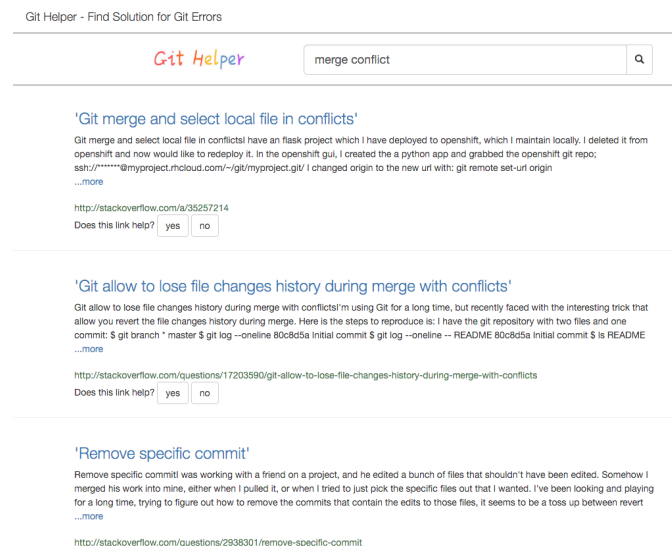 Git Helper - Find Solution for Git Errors
Git Helper
merge conflict
'Git merge and select local file in conflicts'
Git merge and select local file in conflictsI have an flask project which I have deployed to openshift, which I maintain locally. I deleted it from
openshift and now would like to redeploy it. In the openshift gui, I created the a python app and grabbed the openshift git repo;
ssh://*******@myproject.rhcloud.com/~/git/myproject.git/ I changed origin to the new url with: git remote set-url origin
...more
http://stackoverflow.com/a/35257214
Does this link help? yes no
'Git allow to lose file changes history during merge with conflicts'
Git allow to lose file changes history during merge with conflictsI'm using Git for a long time, but recently faced with the interesting trick that
allow you revert the file changes history during merge. Here is the steps to reproduce is: I have the git repository with two files and one
commit: $ git branch * master $ git log --oneline 80c8d5a Initial commit $ git log --oneline -- README 80c8d5a Initial commit $ ls README
...more
http://stackoverflow.com/questions/17203590/git-allow-to-lose-file-changes-history-during-merge-with-conflicts
Does this link help? yes no
'Remove specific commit'
Remove specific commitI was working with a friend on a project, and he edited a bunch of files that shouldn't have been edited. Somehow I
merged his work into mine, either when I pulled it, or when I tried to just pick the specific files out that I wanted. I've been looking and playing
for a long time, trying to figure out how to remove the commits that contain the edits to those files, it seems to be a toss up between revert
...more
http://stackoverflow.com/questions/2938301/remove-specific-commit